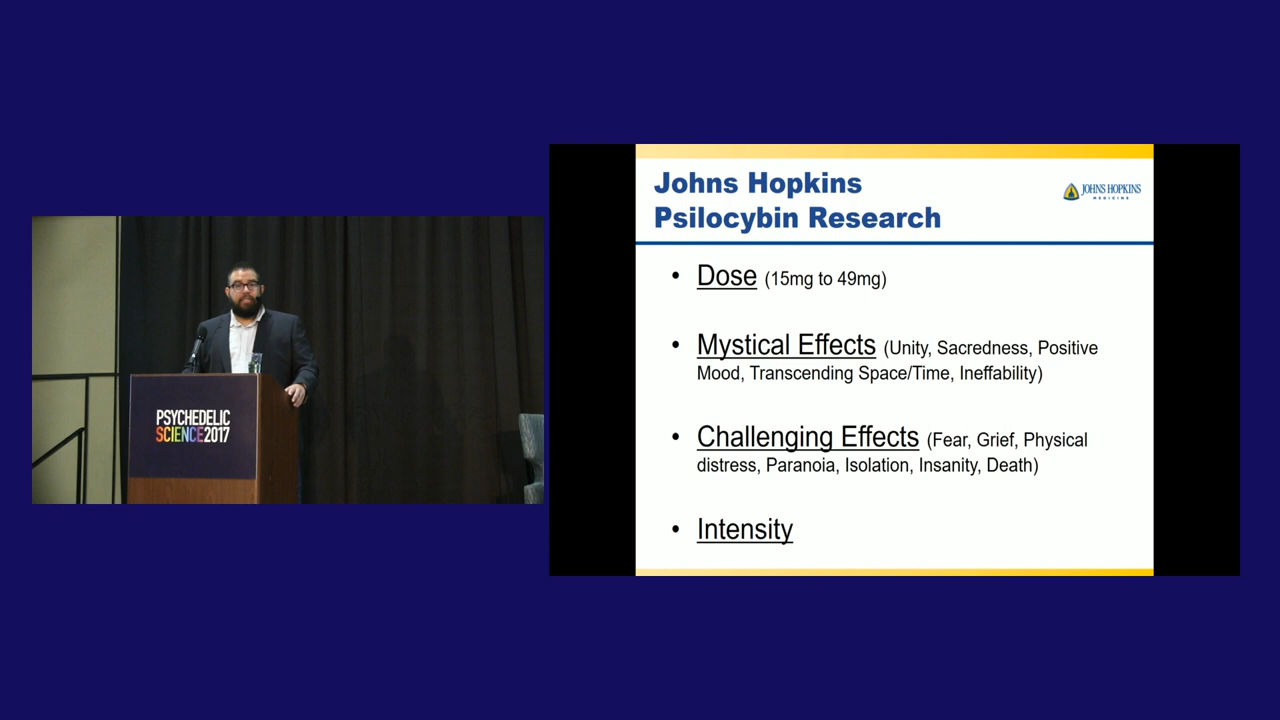 PSYCHEDELIC
SCIENCE2017
Johns Hopkins
Psilocybin Research
JOHNS HOPKINS
MEDICINE
• Dose (15mg to 49mg)
• Mystical Effects (Unity, Sacredness, Positive
Mood, Transcending Space/Time, Ineffability)
• Challenging Effects (Fear, Grief, Physical
distress, Paranoia, Isolation, Insanity, Death)
• Intensity